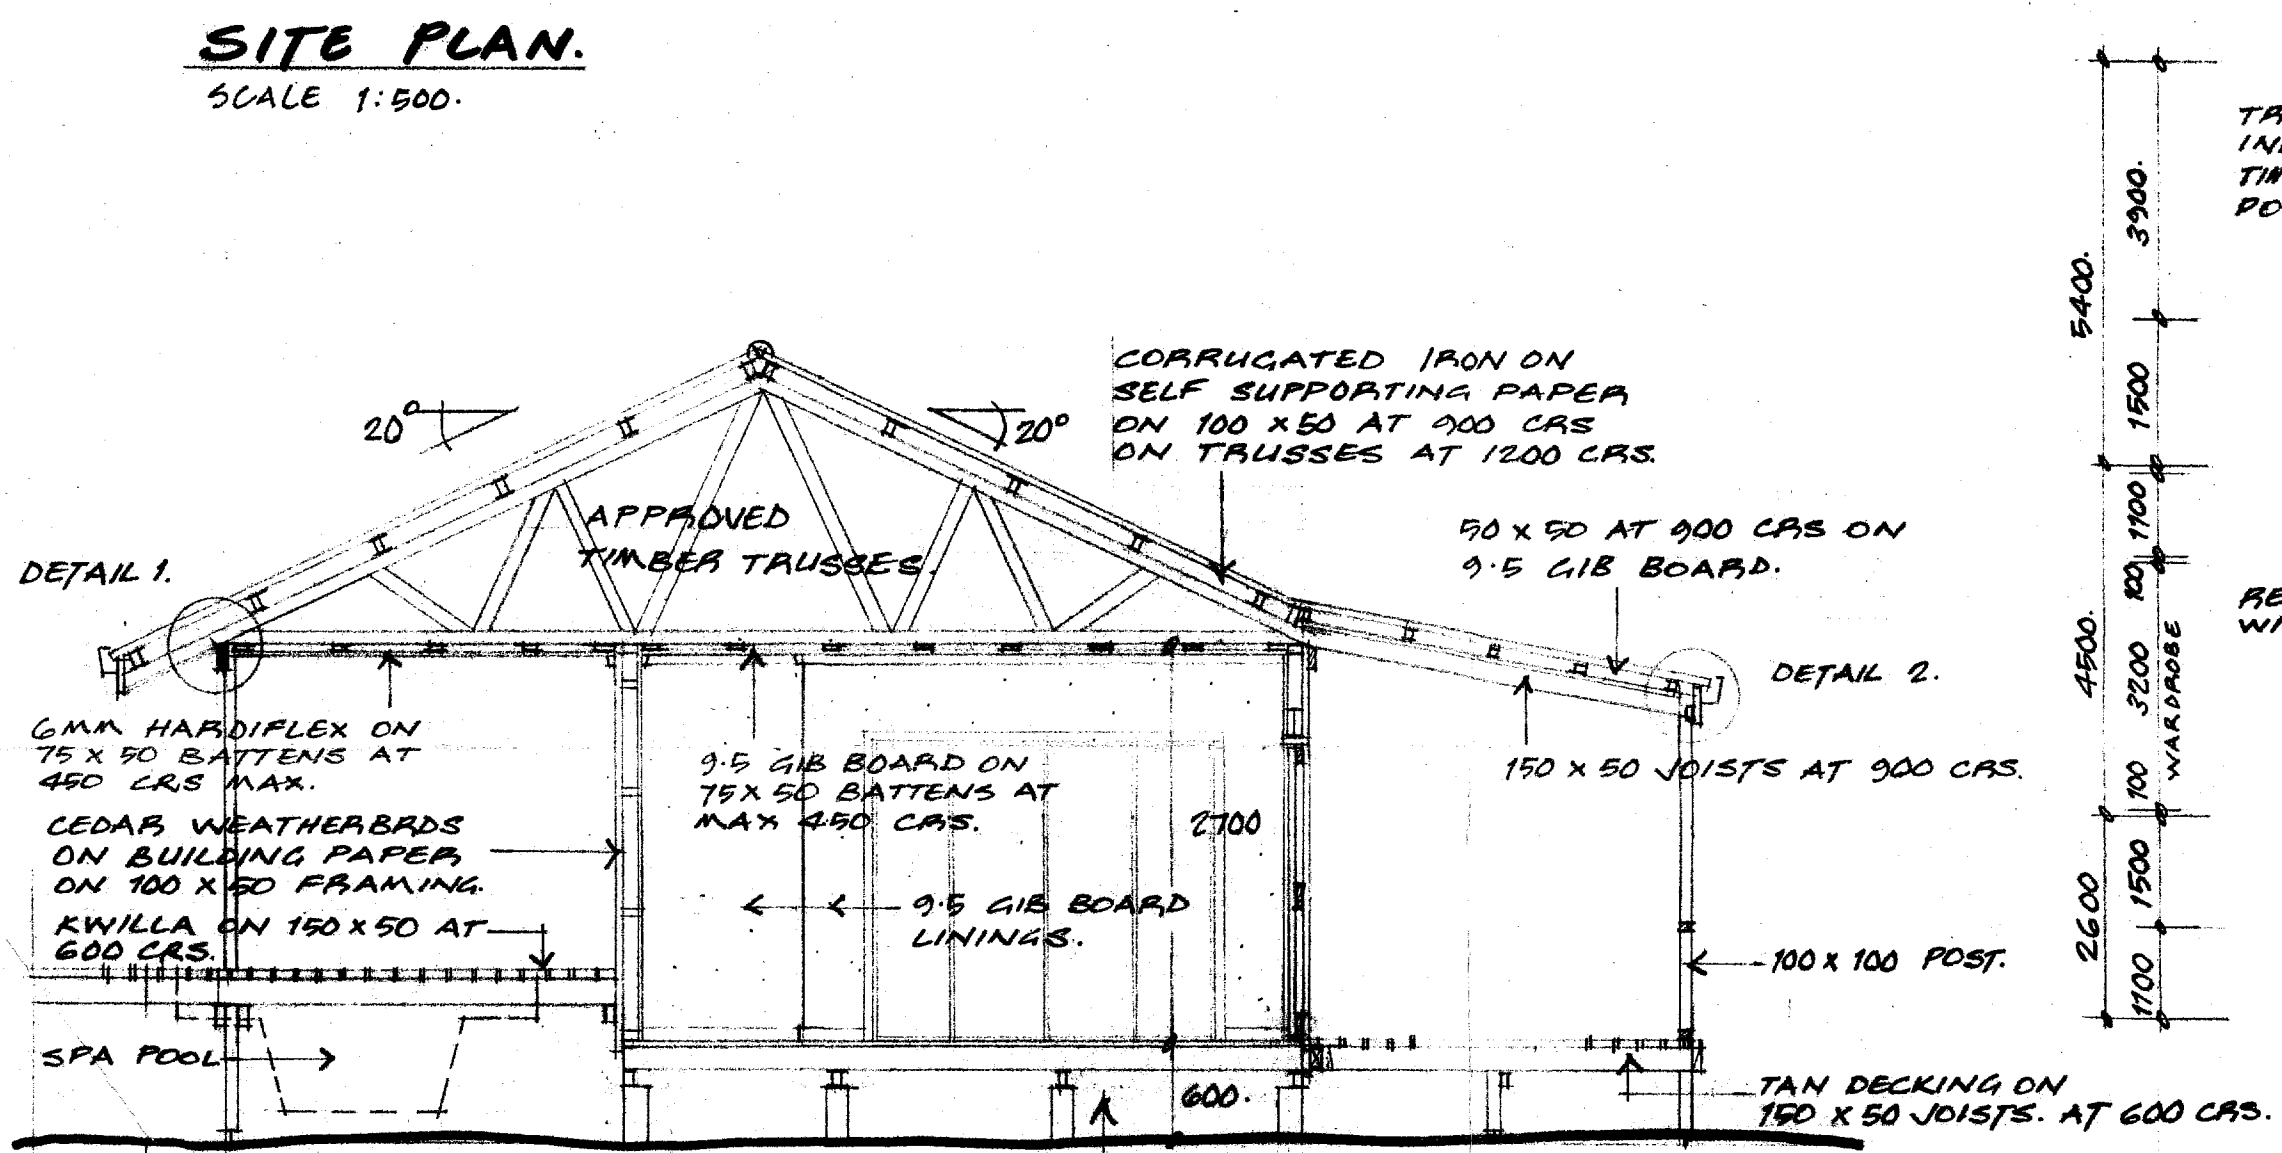 SITE PLAN.
SCALE 1:500.
20°
20°
CORRUGATED IRON ON
SELF SUPPORTING PAPER
ON 100 x 50 AT 900 CRS
ON TRUSSES AT 1200 CRS.
APPROVED
TIMBER TRUSSES.
50 x 50 AT 900 CRS ON
9.5 GIB BOARD.
DETAIL 1.
DETAIL 2.
6MM HARDIFLEX ON
75 x 50 BATTENS AT
450 CRS MAX.
CEDAR WEATHERBRDS
ON BUILDING PAPER
ON 100 x 50 FRAMING.
KWILLA ON 150 x 50 AT
600 CRS.
SPA POOL
9.5 GIB BOARD ON
75 x 50 BATTENS AT
MAX 450 CRS.
2700
9.5 GIB BOARD
LININGS.
150 x 50 JOISTS AT 900 CRS.
100 x 100 POST.
600.
TAN DECKING ON
150 x 50 JOISTS. AT 600 CRS.
5400.
4500.
2600
3900.
1500
1100
100
3200
100
1500
1100
WARDROBE
TR
IN
TIM
PO
RE